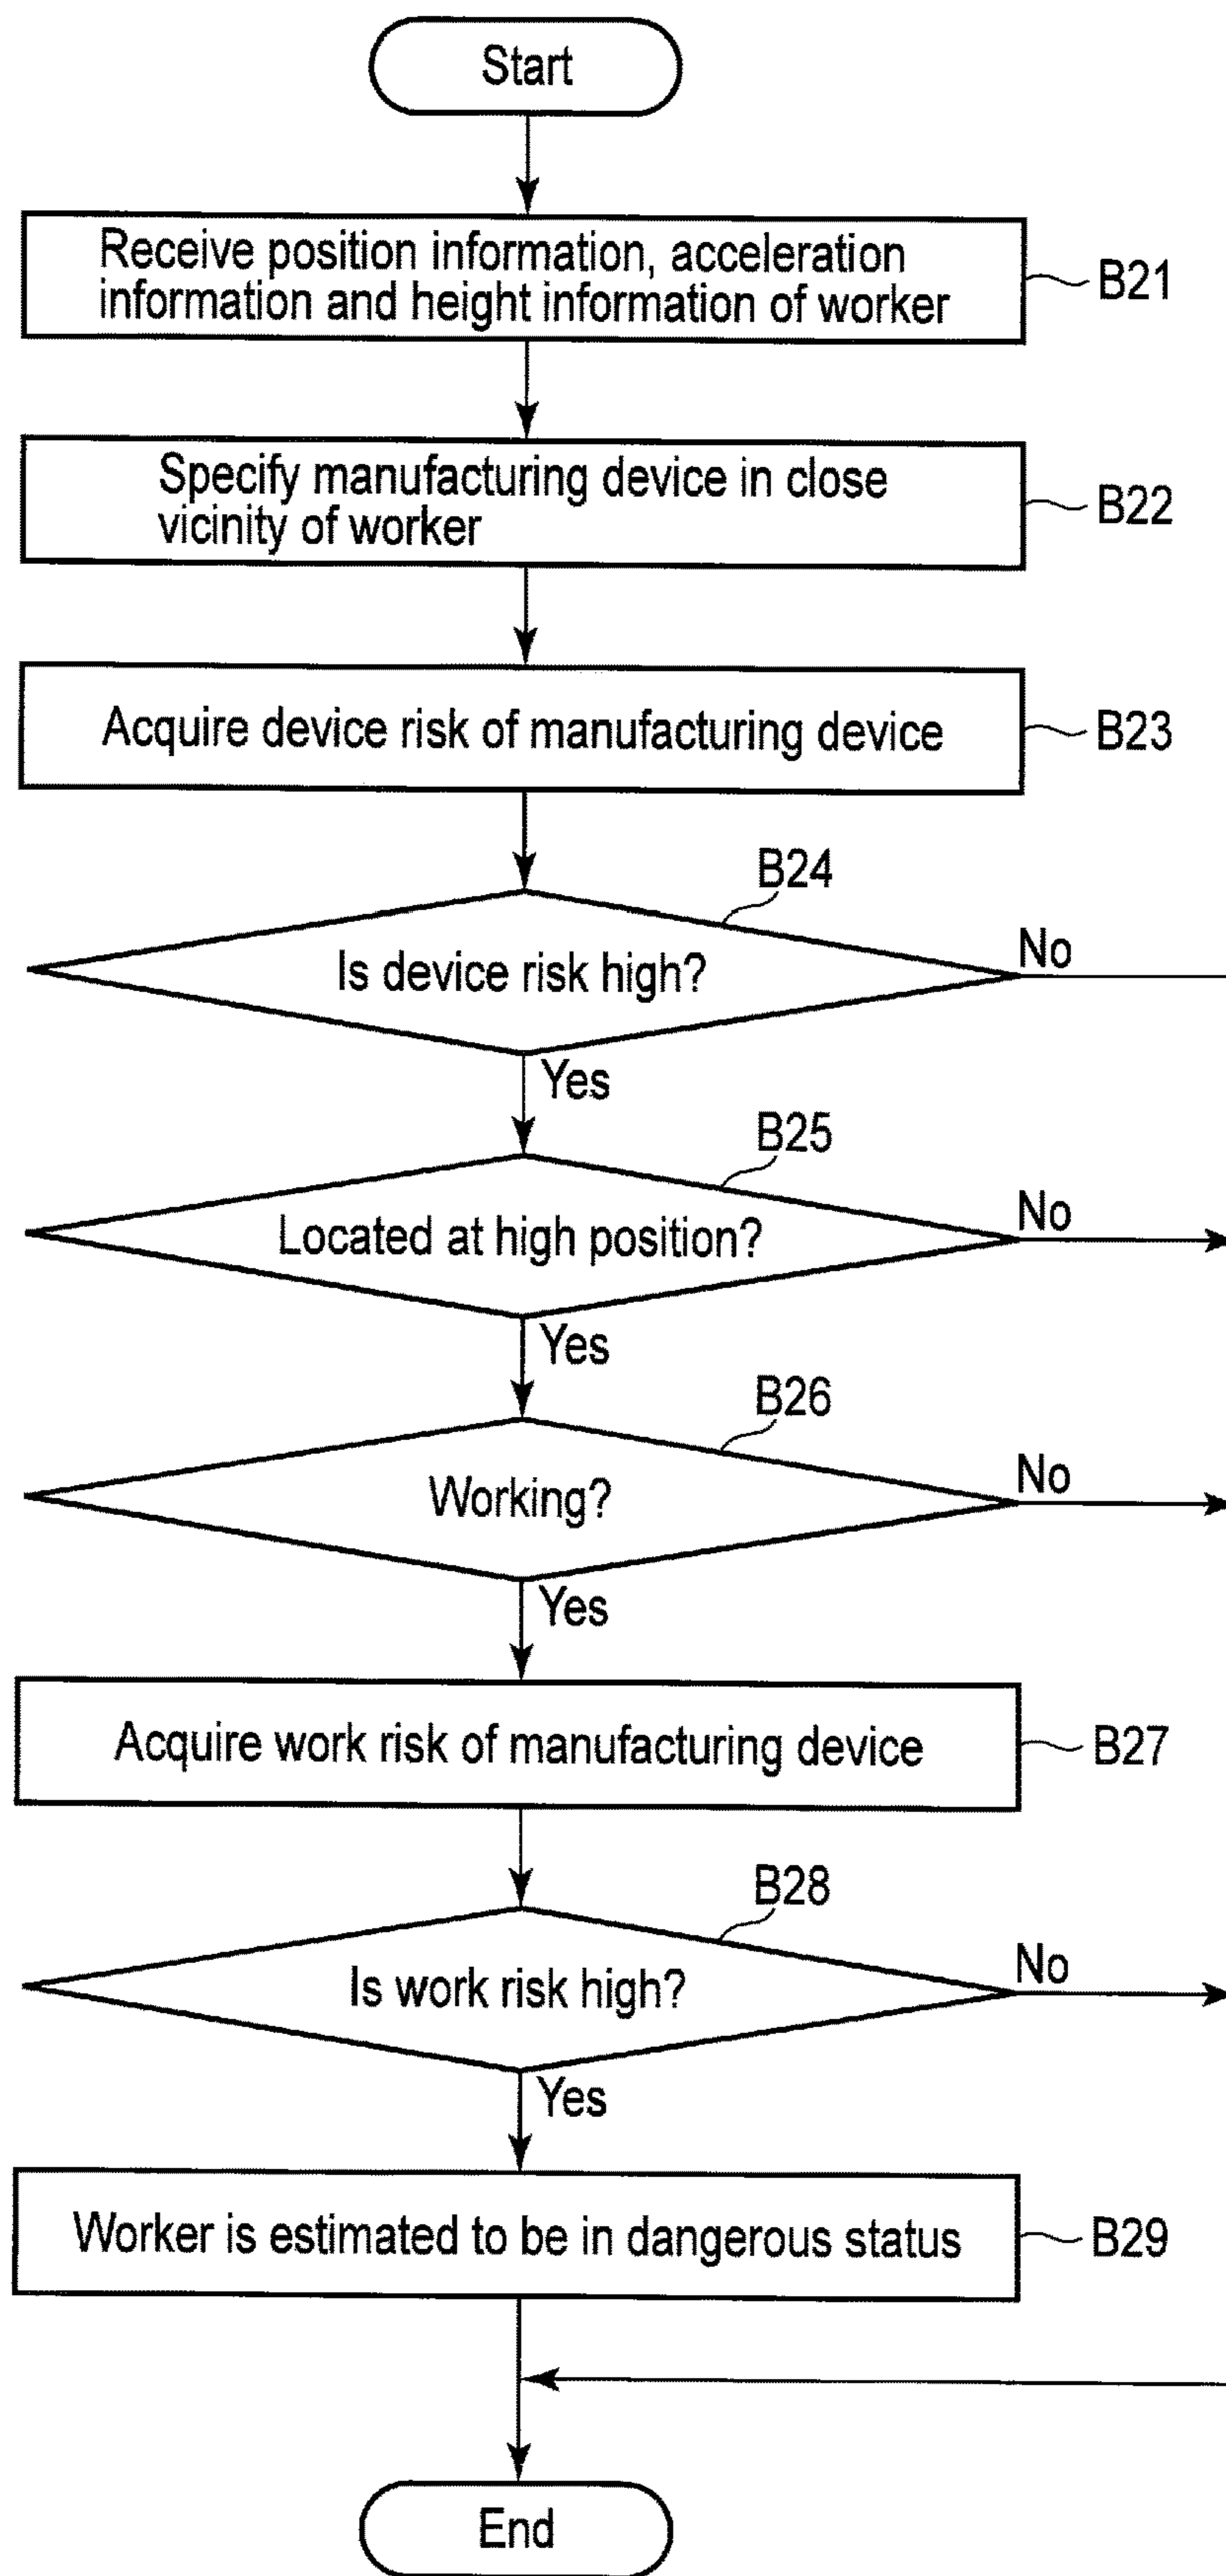 Start
Receive position information, acceleration
information and height information of worker
B21
Specify manufacturing device in close
vicinity of worker
B22
Acquire device risk of manufacturing device
B23
B24
Is device risk high?
No
Yes
B25
Located at high position?
No
Yes
B26
Working?
No
Yes
Acquire work risk of manufacturing device
B27
B28
Is work risk high?
No
Yes
Worker is estimated to be in dangerous status
B29
End